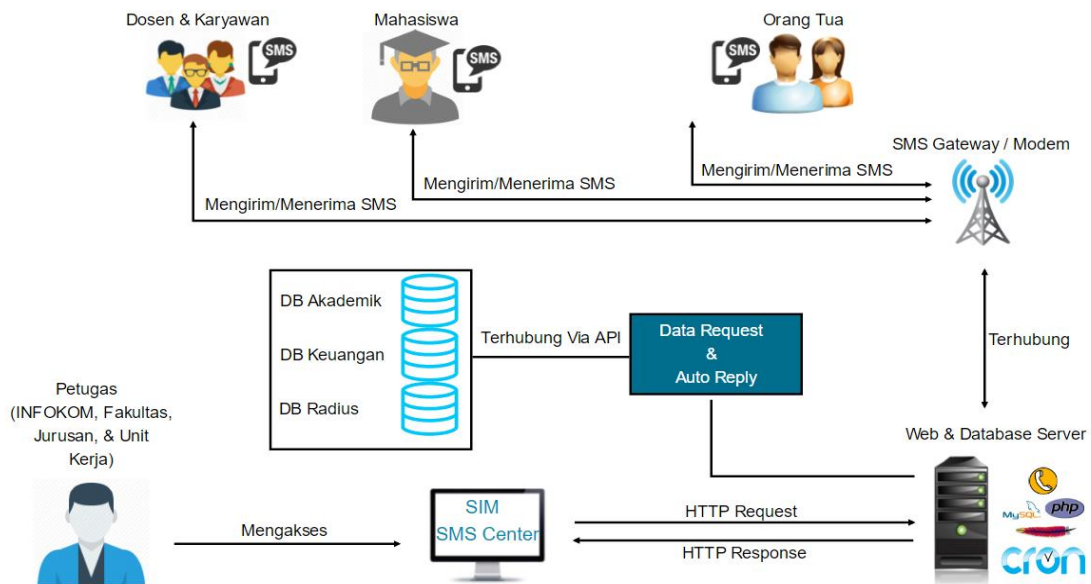 Dosen & Karyawan
Mahasiswa
Orang Tua
SMS
SMS
SMS
SMS Gateway / Modem
Mengirim/Menerima SMS
Mengirim/Menerima SMS
Mengirim/Menerima SMS
DB Akademik
DB Keuangan
DB Radius
Terhubung Via API
Data Request
&
Auto Reply
Terhubung
Petugas
(INFOKOM, Fakultas,
Jurusan, & Unit
Kerja)
Web & Database Server
Mengakses
SIM
SMS Center
HTTP Request
HTTP Response
MySQL
php
cron